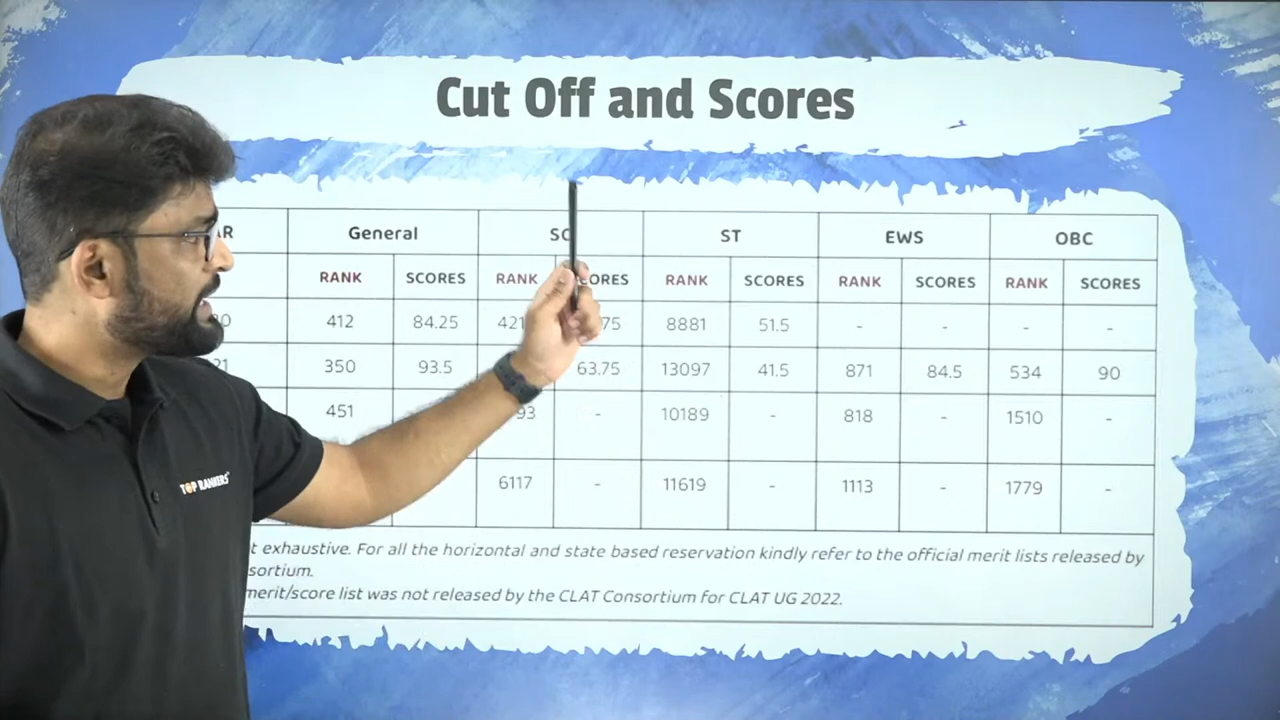 Cut Off and Scores
General ST EWS OBC
RANK SCORES RANK RANK SCORES RANK SCORES RANK SCORES
412 84.25 8881 51.5 - - - -
350 93.5 63.75 13097 41.5 871 84.5 534 90
451 - 10189 - 818 - 1510 -
6117 - 11619 - 1113 - 1779 -
exhaustive. For all the horizontal and state based reservation kindly refer to the official merit lists released by
merit/score list was not released by the CLAT Consortium for CLAT UG 2022.
TOP RANKERS